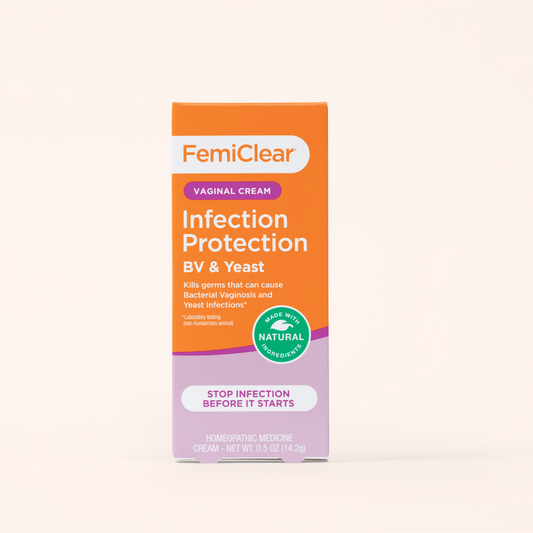 FemiClear®
VAGINAL CREAM
Infection
Protection
BV & Yeast
Kills germs that can cause
Bacterial Vaginosis and
Yeast Infections*
*Laboratory testing
(non-human/non-animal)
MADE WITH
NATURAL
INGREDIENTS
STOP INFECTION
BEFORE IT STARTS
HOMEOPATHIC MEDICINE
CREAM - NET WT. 0.5 OZ (14.2g)